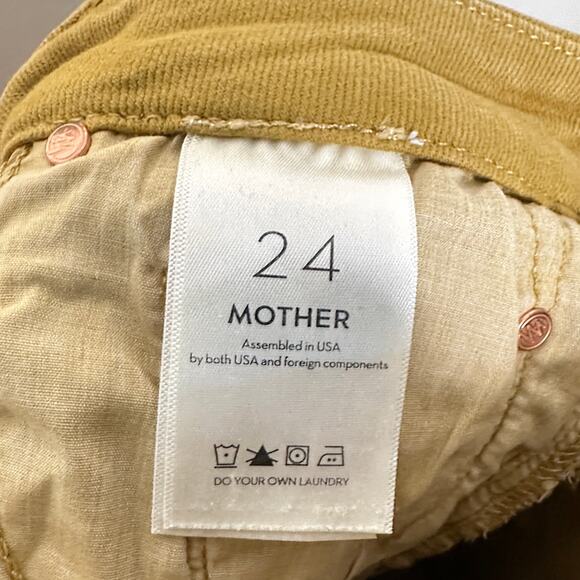 24
MOTHER
Assembled in USA
by both USA and foreign components
DO YOUR OWN LAUNDRY